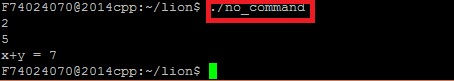 F74024070@2014cpp:~/lion$ ./no_command
2
5
x+y = 7
F74024070@2014cpp:~/lion$